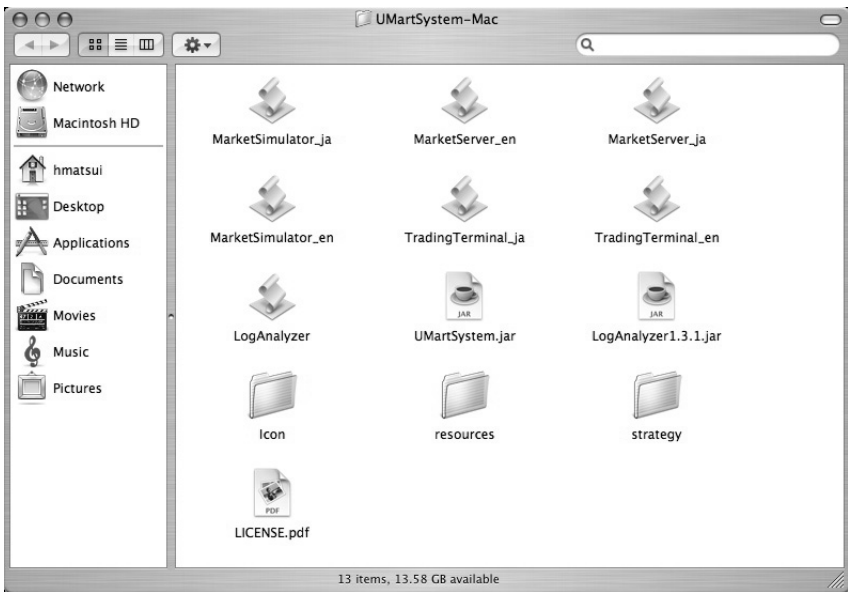 UMartSystem-Mac
Network
Macintosh HD
hmatsui
Desktop
Applications
Documents
Movies
Music
Pictures
MarketSimulator_ja
MarketServer_en
MarketServer_ja
MarketSimulator_en
TradingTerminal_ja
TradingTerminal_en
LogAnalyzer
JAR
UMartSystem.jar
JAR
LogAnalyzer1.3.1.jar
Icon
resources
strategy
PDF
LICENSE.pdf
13 items, 13.58 GB available